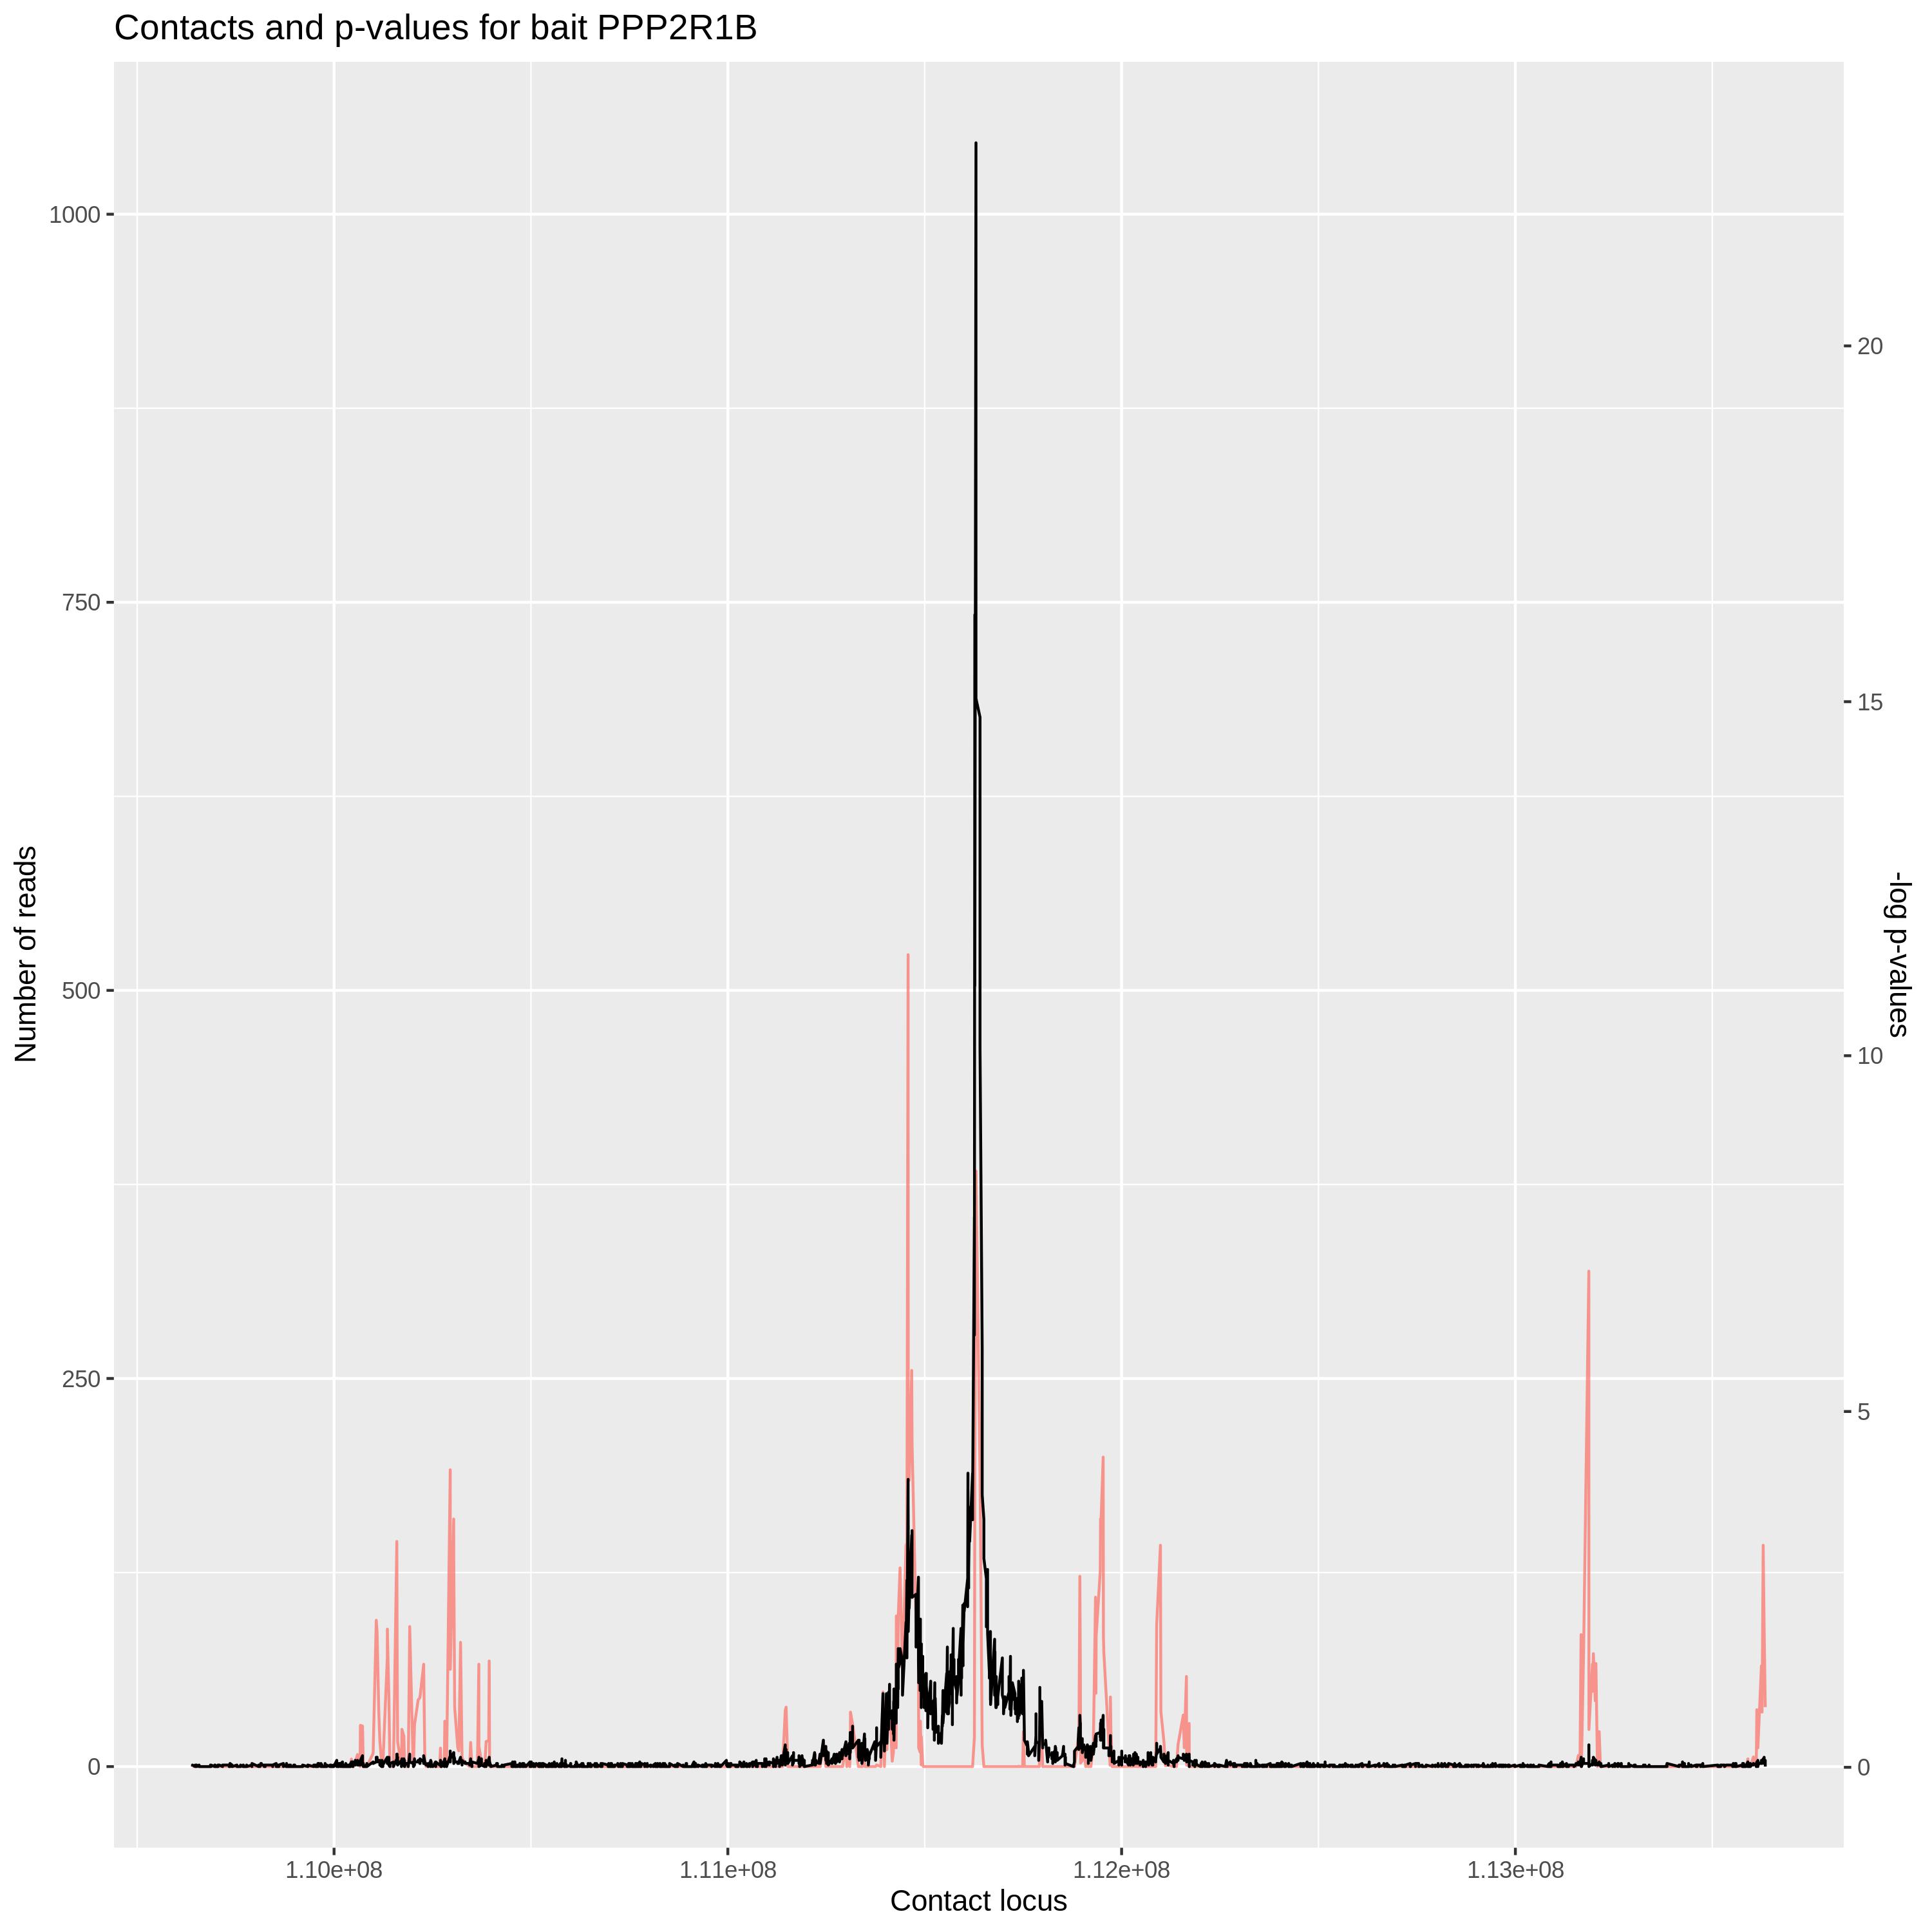 Contacts and p-values for bait PPP2R1B
1000
750
500
250
0
Number of reads
20
15
10
5
0
-log p-values
1.10e+08 1.11e+08 1.12e+08 1.13e+08
Contact locus